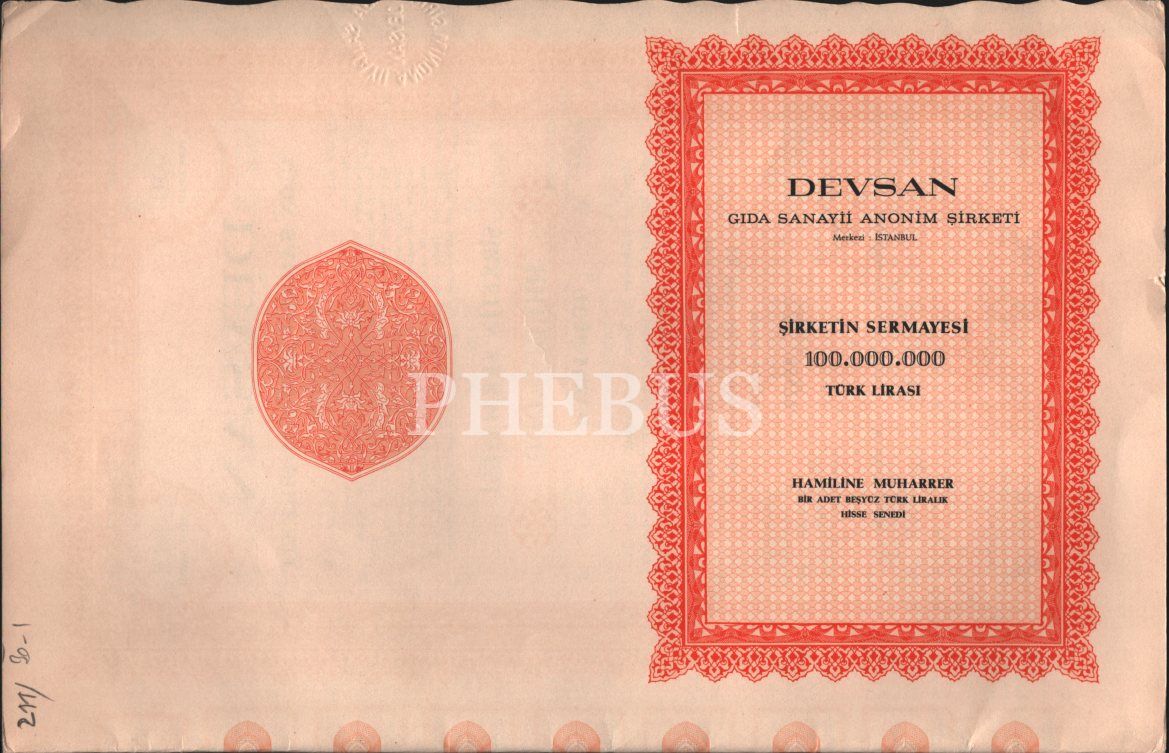 DEVSAN
GIDA SANAYİİ ANONİM ŞİRKETİ
Merkezi : İSTANBUL
ŞİRKETİN SERMAYESİ
100.000.000
TÜRK LİRASI
PHEBUS
HAMİLİNE MUHARRER
BİR ADET BEŞYÜZ TÜRK LİRALIK
HİSSE SENEDİ